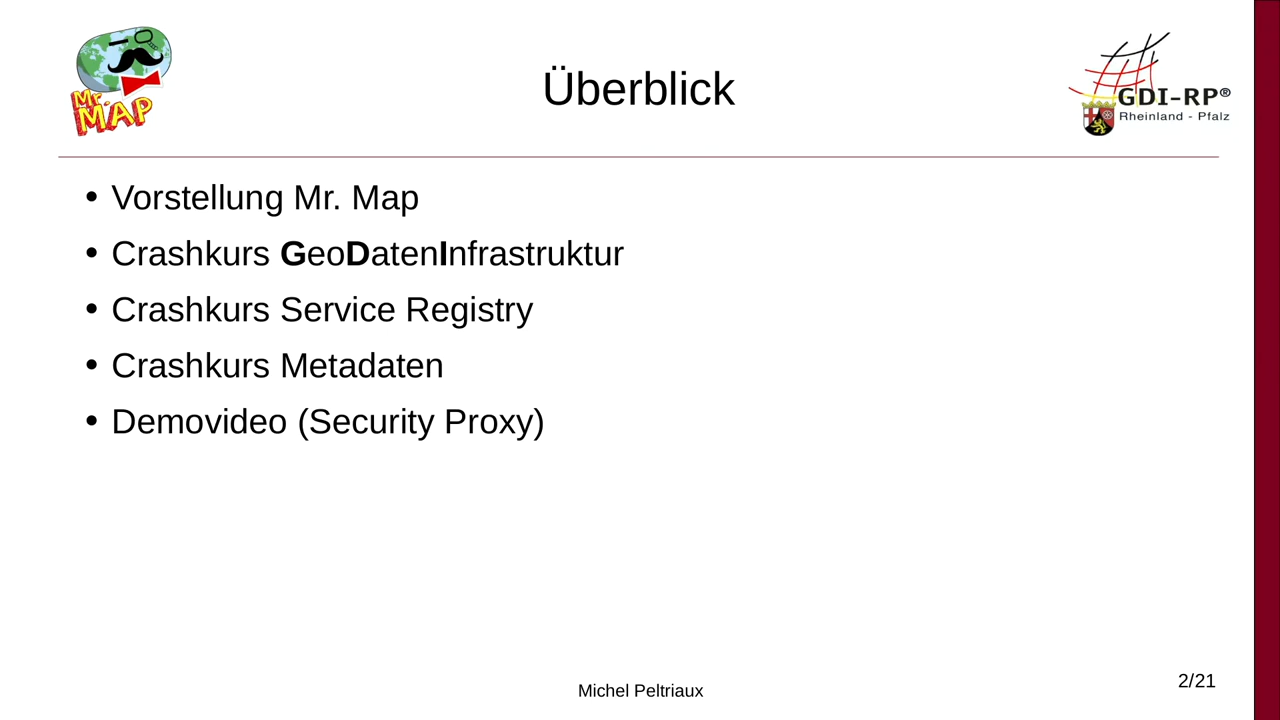 Mr.
MAP
Überblick
GDI-RP®
Rheinland - Pfalz
• Vorstellung Mr. Map
• Crashkurs GeoDatenInfrastruktur
• Crashkurs Service Registry
• Crashkurs Metadaten
• Demovideo (Security Proxy)
Michel Peltriaux
2/21